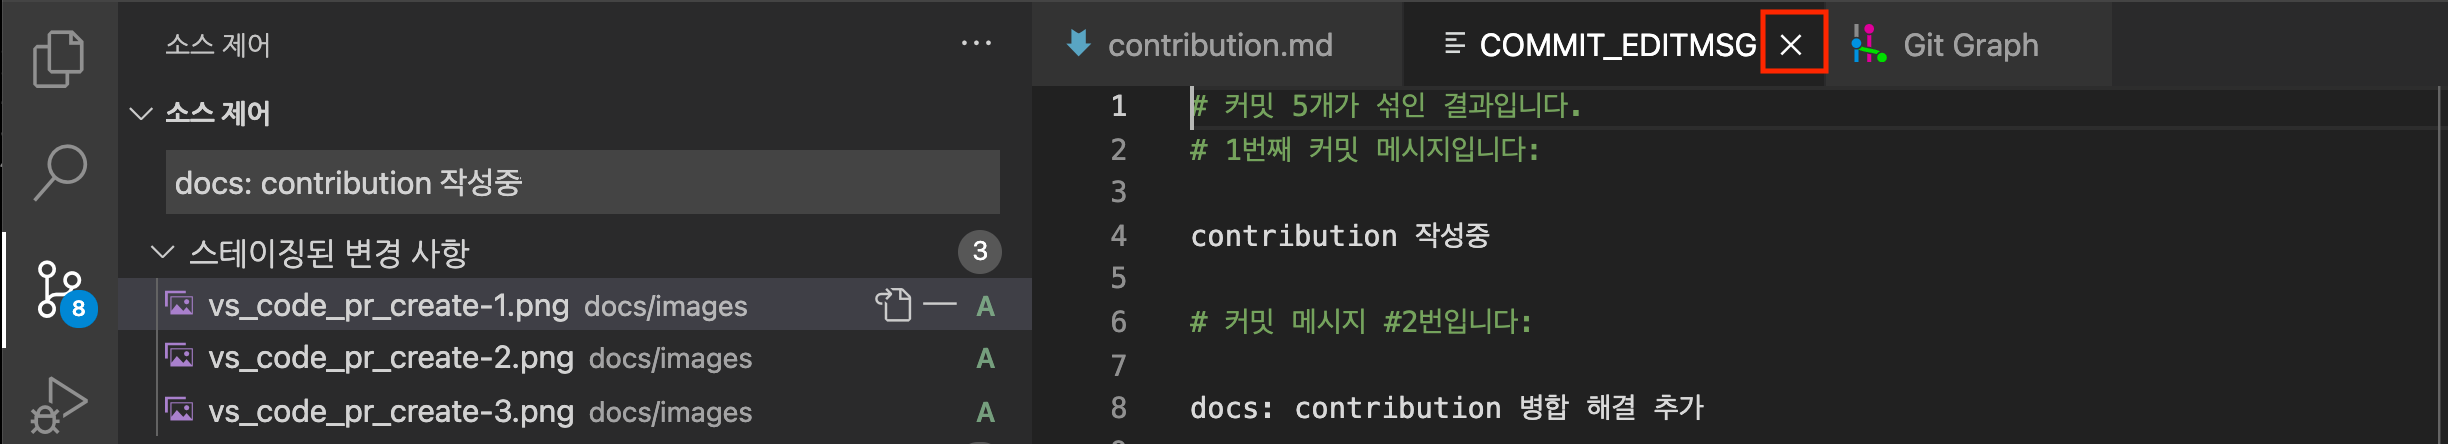 소스 제어
소스 제어
docs: contribution 작성중
스테이징된 변경 사항 3
vs_code_pr_create-1.png docs/images A
8
vs_code_pr_create-2.png docs/images A
vs_code_pr_create-3.png docs/images A
contribution.md COMMIT_EDITMSG Git Graph
1 # 커밋 5개가 섞인 결과입니다.
2 # 1번째 커밋 메시지입니다:
3
4 contribution 작성중
5
6 # 커밋 메시지 #2번입니다:
7
8 docs: contribution 병합 해결 추가